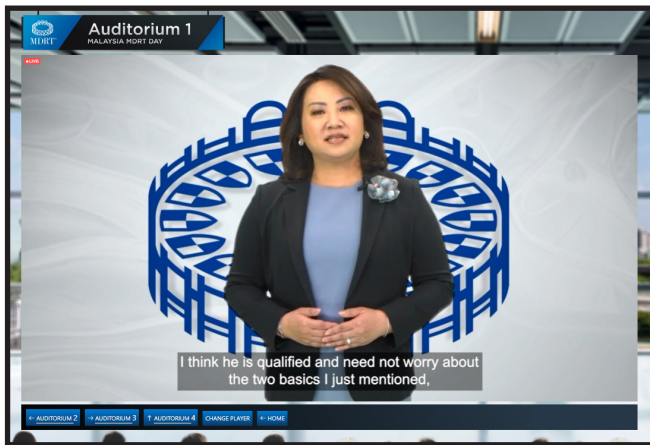 MDRT
Auditorium 1
MALAYSIA MDRT DAY
LIVE
I think he is qualified and need not worry about
the two basics I just mentioned,
← AUDITORIUM 2
→ AUDITORIUM 3
↑ AUDITORIUM 4
CHANGE PLAYER
← HOME